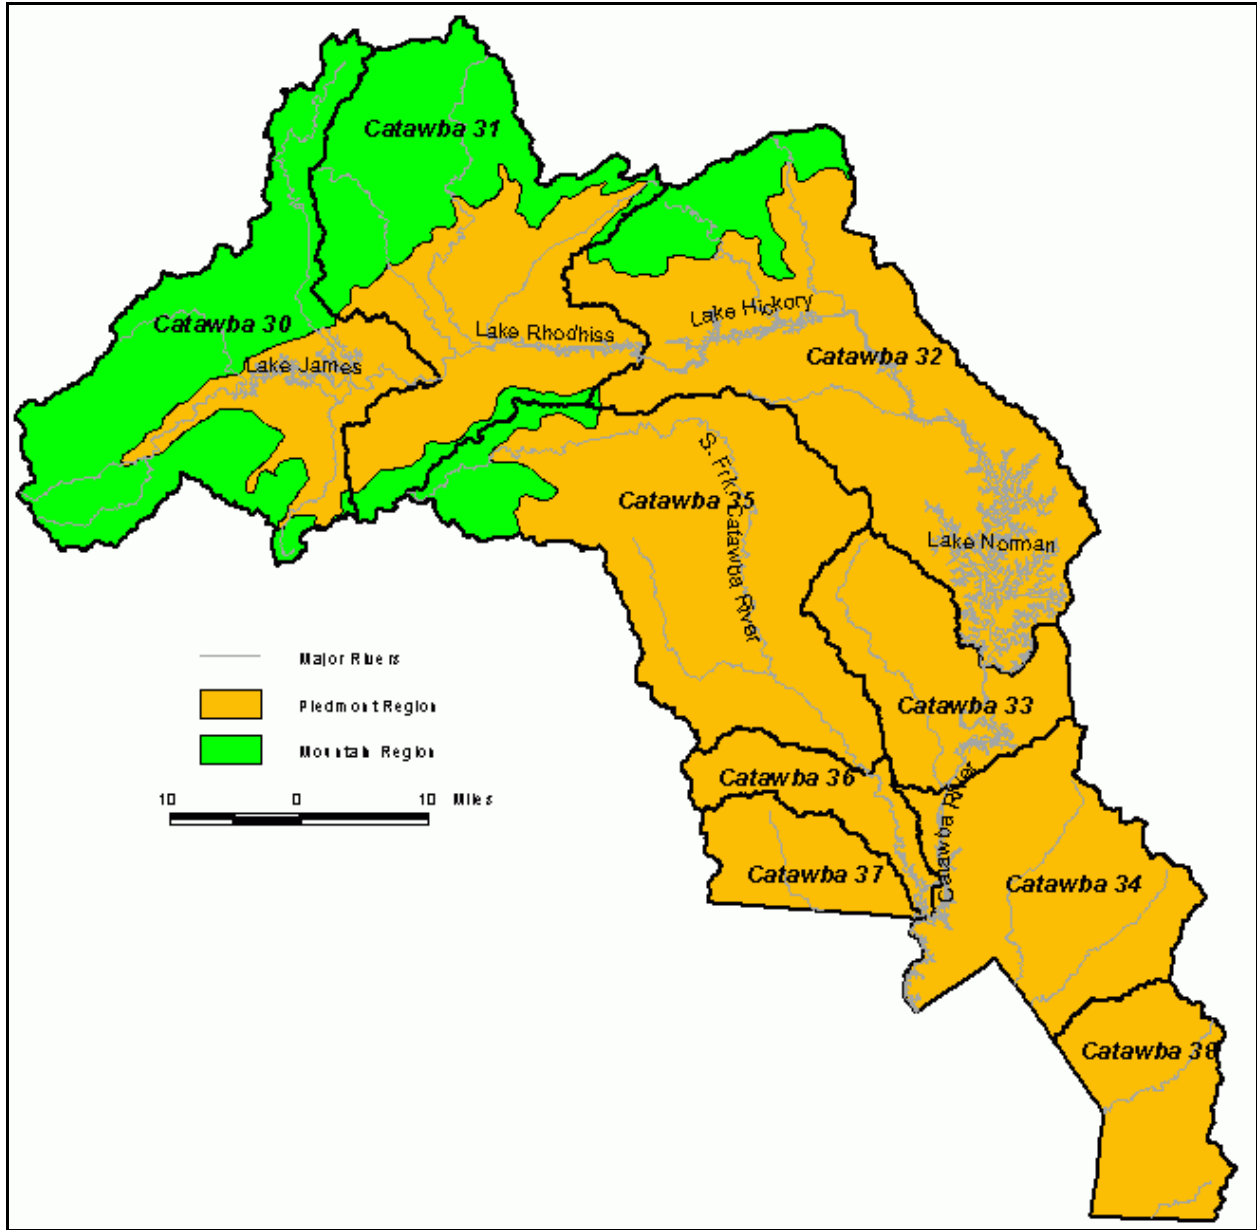 Catawba 31
Catawba 30
Lake Hickory
Lake Rhodhiss
Catawba 32
Lake James
S. Frk. Catawba River
Catawba 35
Lake Norman
Major Rivers
Piedmont Region
Mountain Region
10 0 10 Miles
Catawba 33
Catawba 36
Catawba River
Catawba 37
Catawba 34
Catawba 38